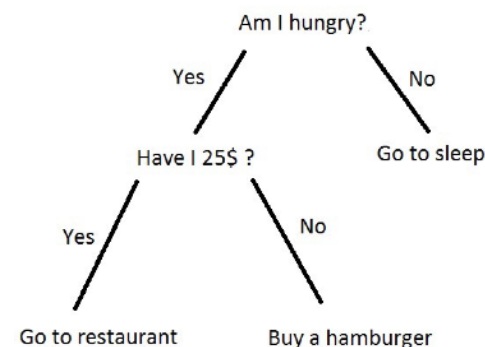 Am I hungry?
Yes
No
Have I 25$ ?
Go to sleep
Yes
No
Go to restaurant
Buy a hamburger